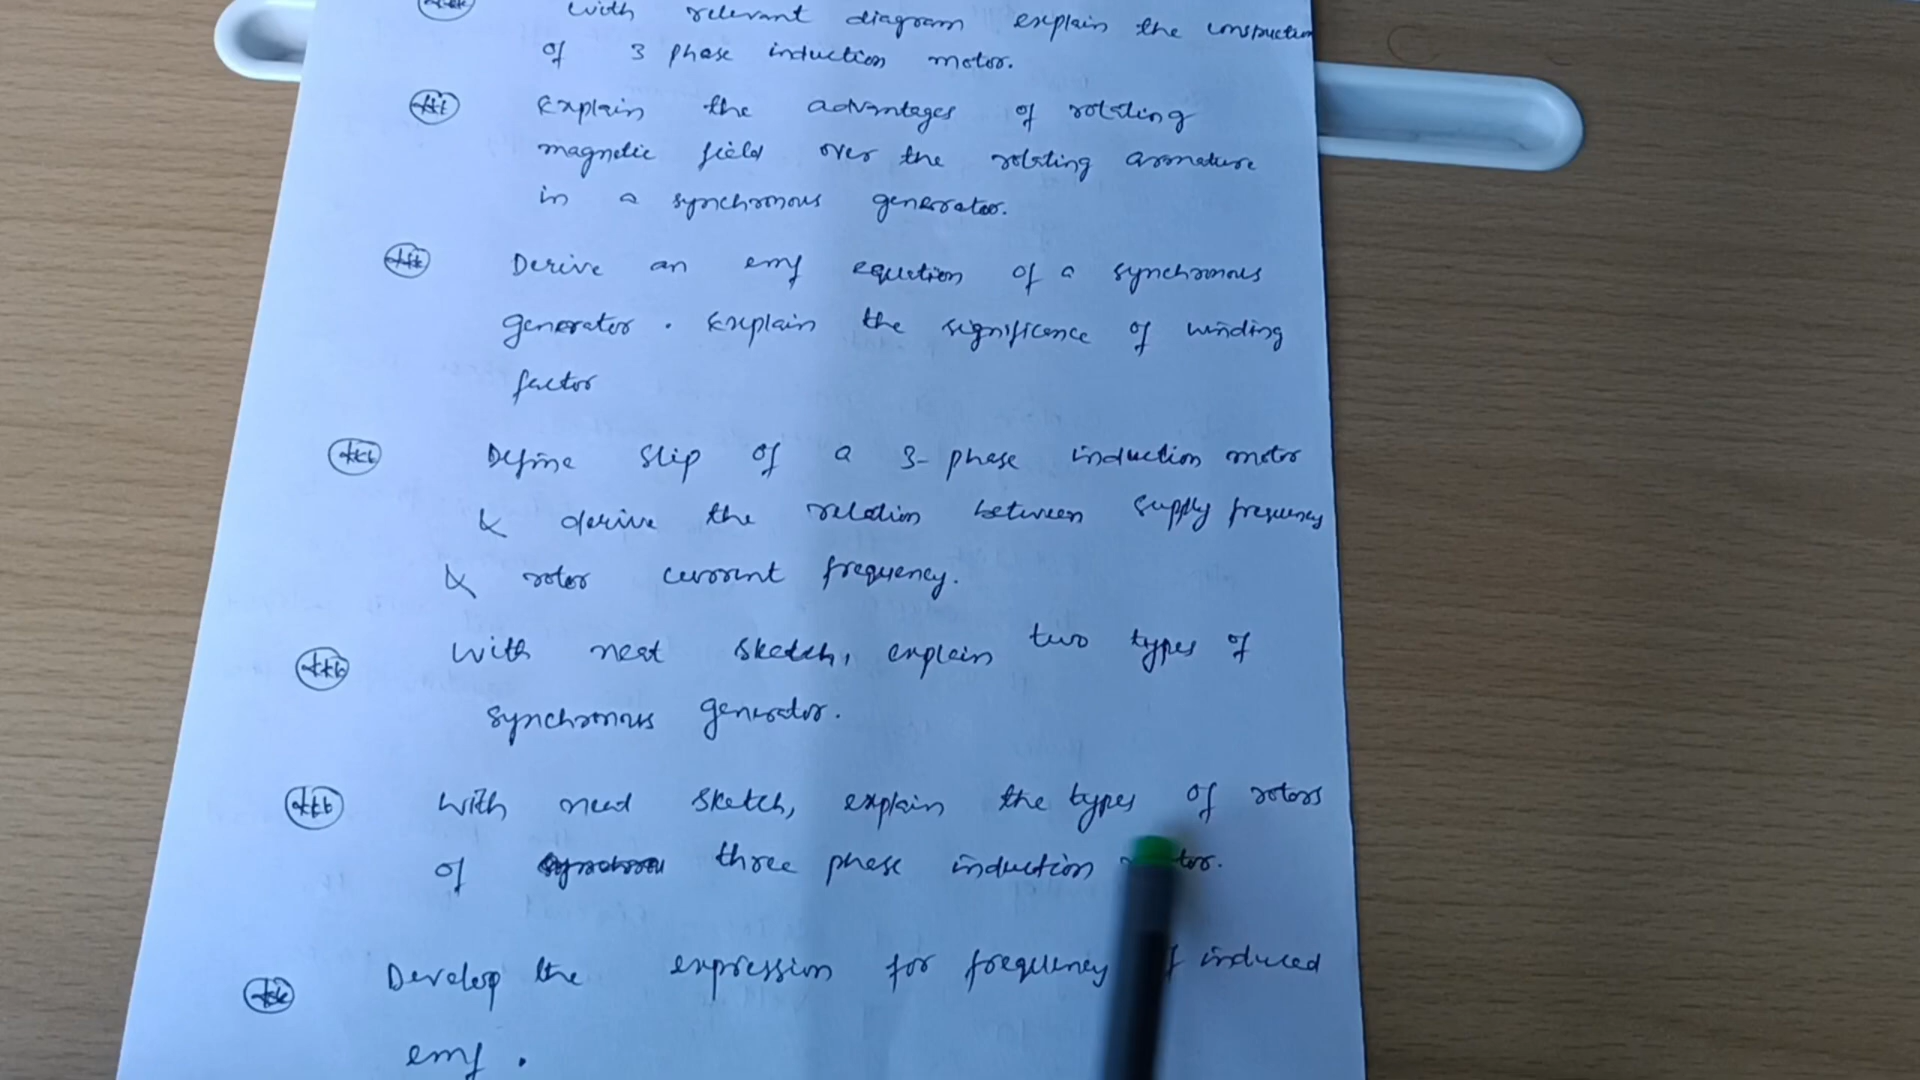 with relevant diagram explain the construction
of 3 phase induction motor.
Explain the advantages of rotating
magnetic field over the rotating armature
in a synchronous generator.
Derive an emf equation of a synchronous
generator. Explain the significance of winding
factor
Define slip of a 3-phase induction motor
& derive the relation between supply frequency
& rotor current frequency.
With neat sketch, explain two types of
synchronous generator.
With neat sketch, explain the types of rotors
of three phase induction
Develop the expression for frequency induced
emf.